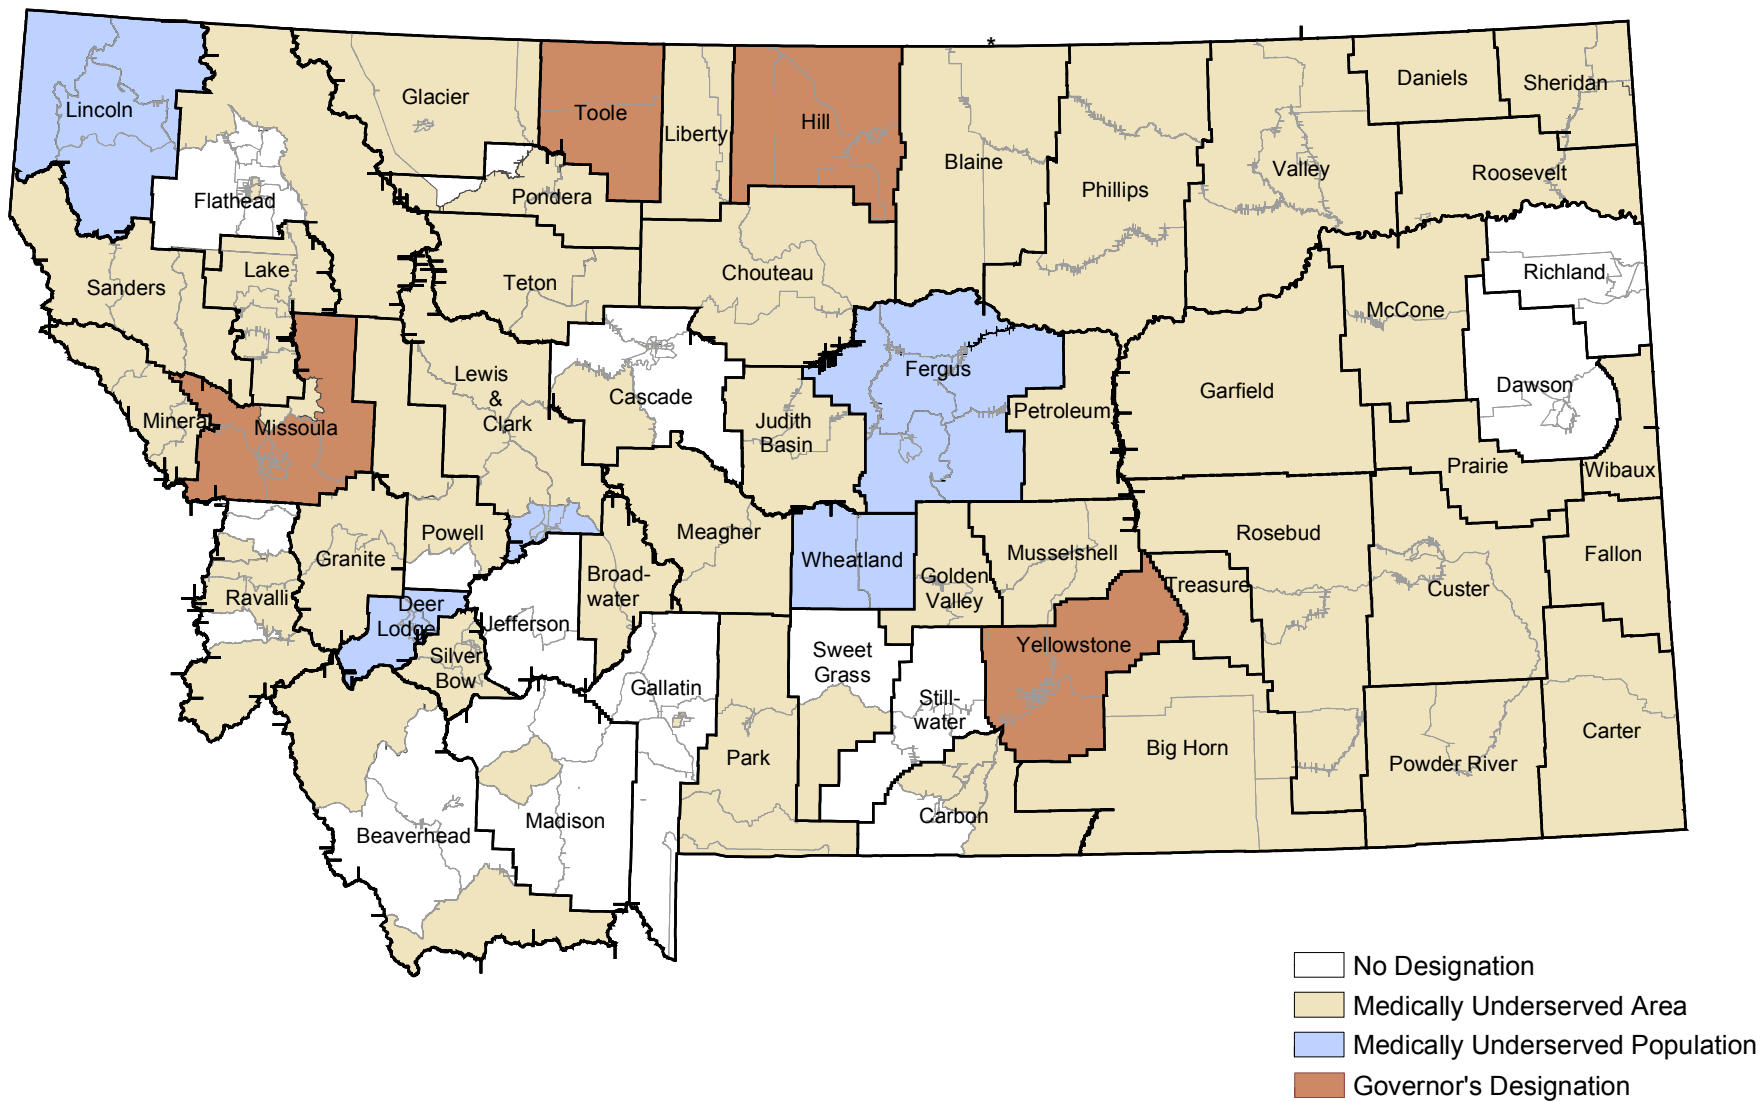 *
Daniels
Sheridan
Glacier
Lincoln
Toole
Hill
Liberty
Blaine
Valley
Roosevelt
Phillips
Pondera
Flathead
Lake
Chouteau
Richland
Teton
Sanders
McCone
Fergus
Lewis
&
Clark
Cascade
Garfield
Dawson
Petroleum
Judith
Basin
Mineral
Missoula
Prairie
Wibaux
Powell
Meagher
Rosebud
Musselshell
Fallon
Granite
Wheatland
Broad-
water
Golden
Valley
Treasure
Custer
Ravalli
Deer
Lodge
Jefferson
Yellowstone
Silver
Bow
Sweet
Grass
Gallatin
Still-
water
Carter
Big Horn
Park
Powder River
Carbon
Madison
Beaverhead
No Designation
Medically Underserved Area
Medically Underserved Population
Governor's Designation